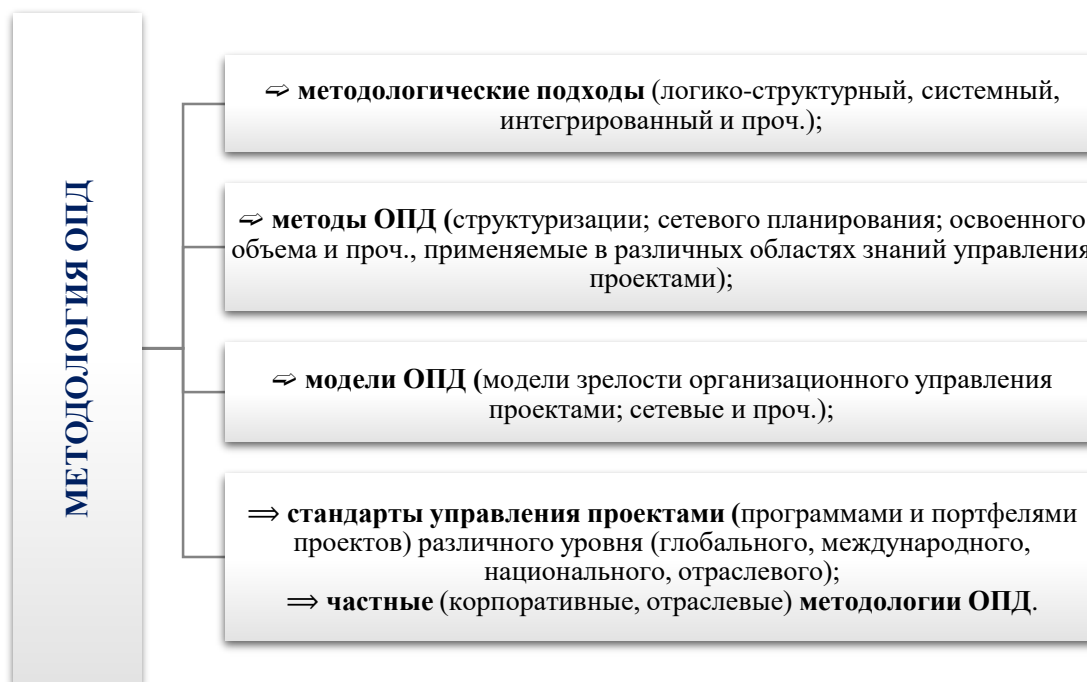 МЕТОДОЛОГИЯ ОПД
➫ методологические подходы (логико-структурный, системный,
интегрированный и проч.);
➫ методы ОПД (структуризации; сетевого планирования; освоенного
объема и проч., применяемые в различных областях знаний управления
проектами);
➫ модели ОПД (модели зрелости организационного управления
проектами; сетевые и проч.);
⟹ стандарты управления проектами (программами и портфелями
проектов) различного уровня (глобального, международного,
национального, отраслевого);
⟹ частные (корпоративные, отраслевые) методологии ОПД.